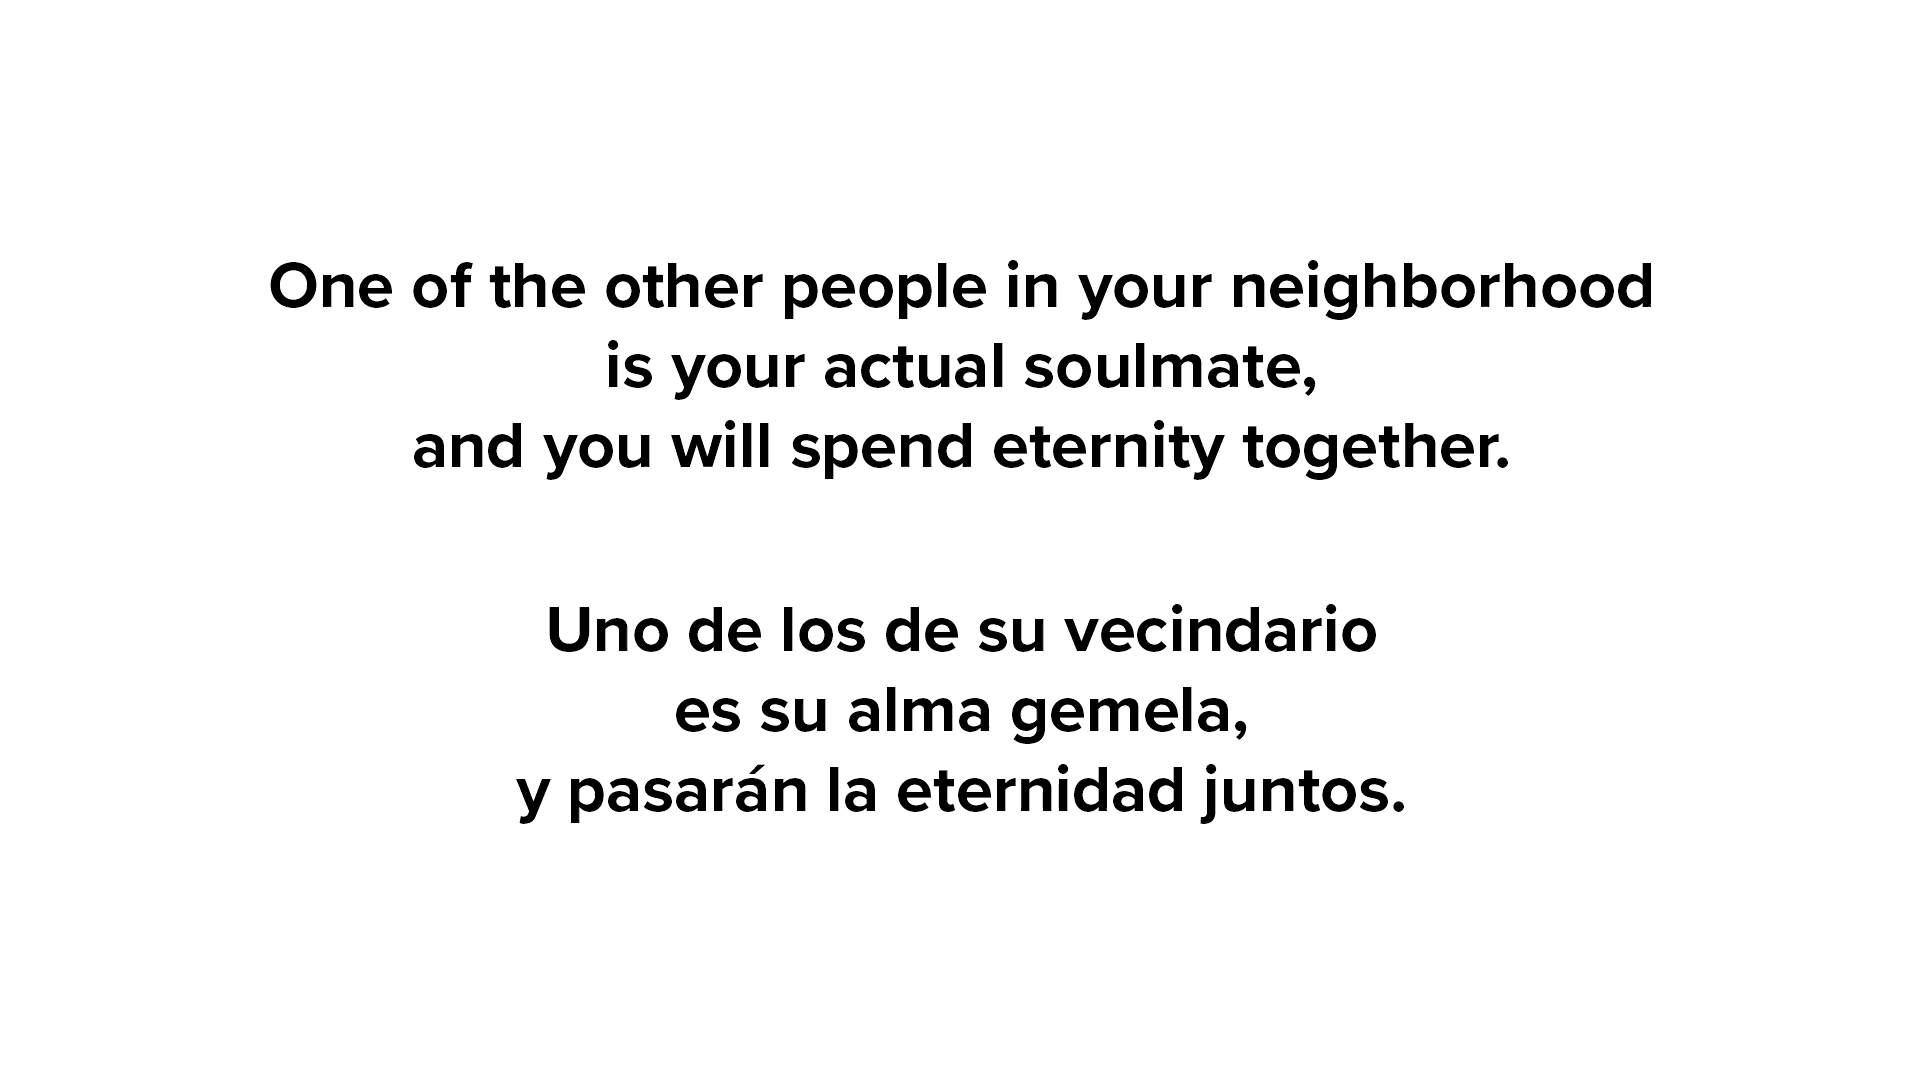 One of the other people in your neighborhood
is your actual soulmate,
and you will spend eternity together.
Uno de los de su vecindario
es su alma gemela,
y pasarán la eternidad juntos.